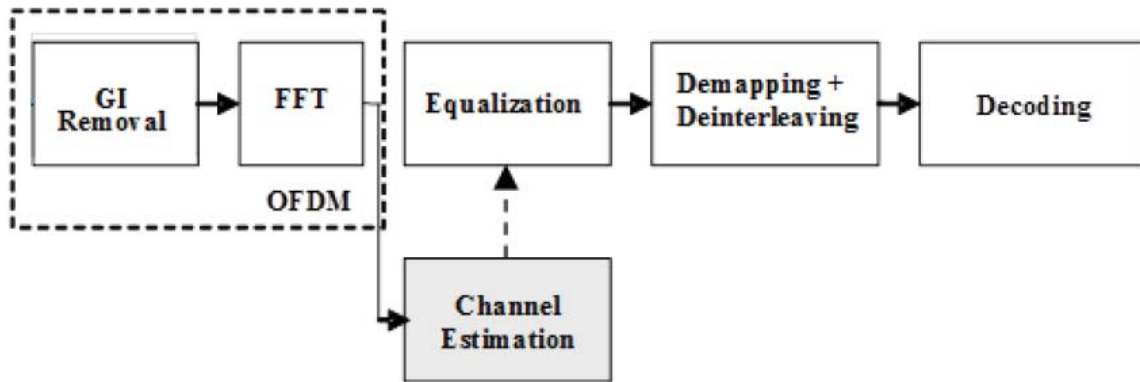 GI
Removal
FFT
OFDM
Equalization
Demapping +
Deinterleaving
Decoding
Channel
Estimation